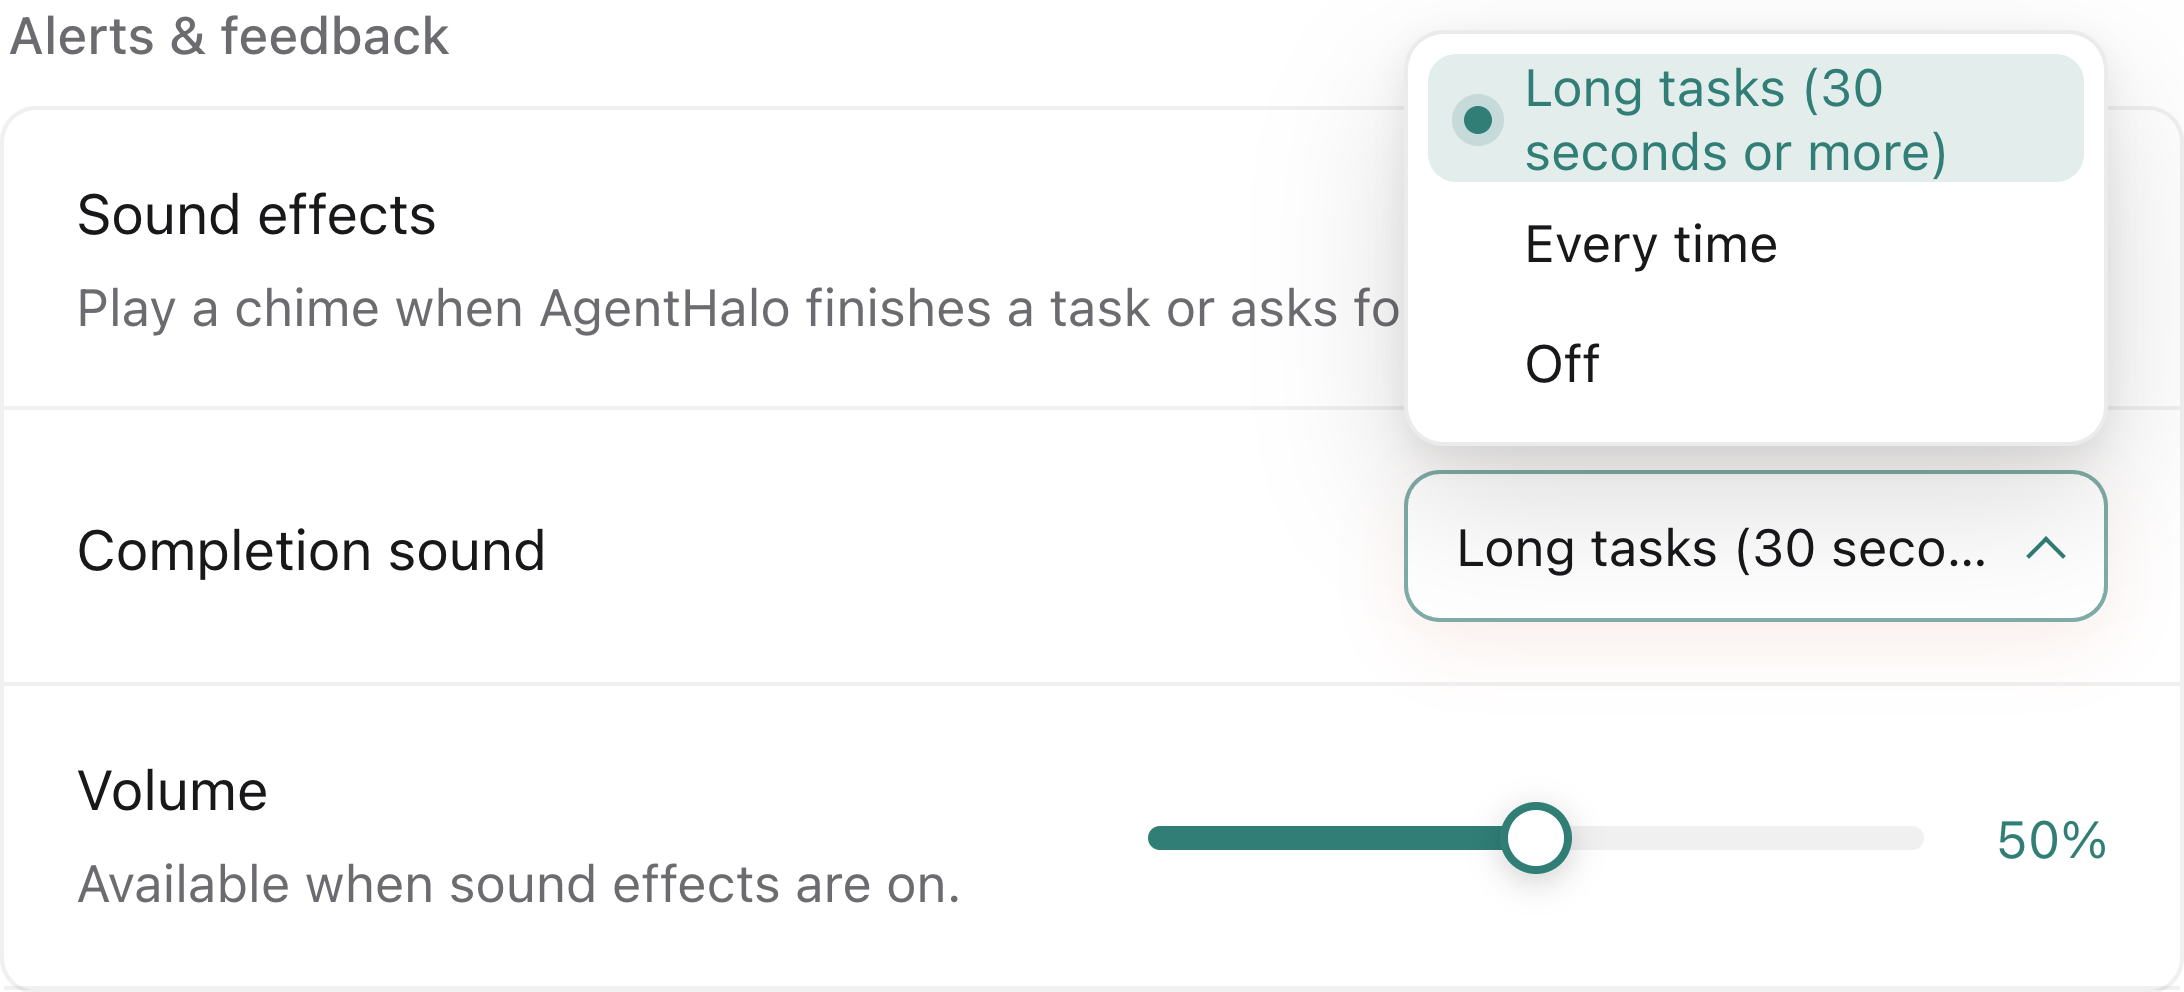 Alerts & feedback
Long tasks (30
seconds or more)
Every time
Off
Sound effects
Play a chime when AgentHalo finishes a task or asks fo
Completion sound
Long tasks (30 seco...
Volume
Available when sound effects are on.
50%